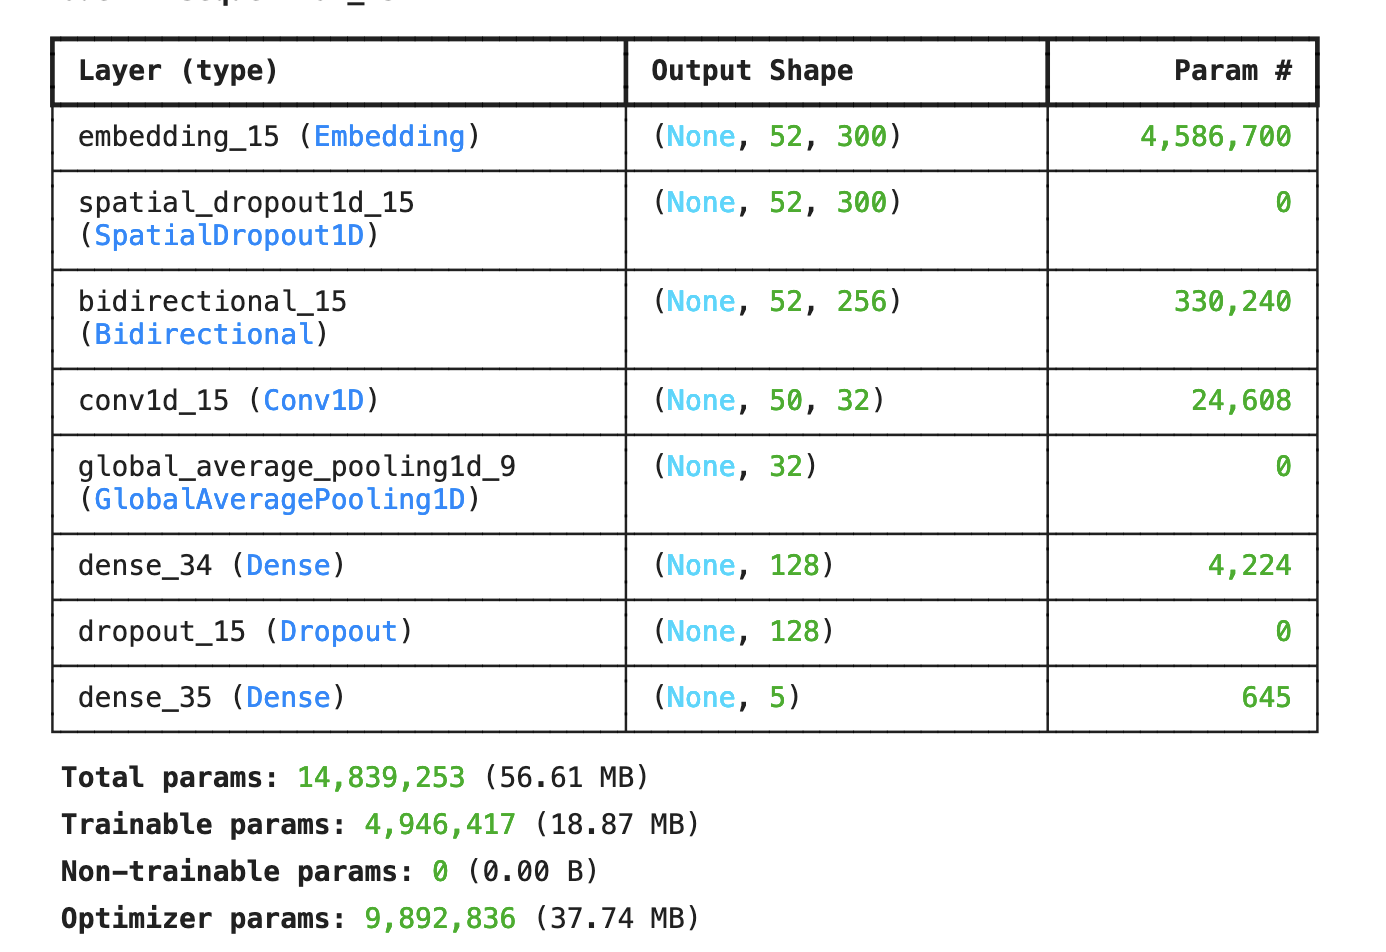 Layer (type) Output Shape Param #
embedding_15 (Embedding) (None, 52, 300) 4,586,700
spatial_dropout1d_15 (None, 52, 300) 0
(SpatialDropout1D)
bidirectional_15 (None, 52, 256) 330,240
(Bidirectional)
conv1d_15 (Conv1D) (None, 50, 32) 24,608
global_average_pooling1d_9 (None, 32) 0
(GlobalAveragePooling1D)
dense_34 (Dense) (None, 128) 4,224
dropout_15 (Dropout) (None, 128) 0
dense_35 (Dense) (None, 5) 645
Total params: 14,839,253 (56.61 MB)
Trainable params: 4,946,417 (18.87 MB)
Non-trainable params: 0 (0.00 B)
Optimizer params: 9,892,836 (37.74 MB)